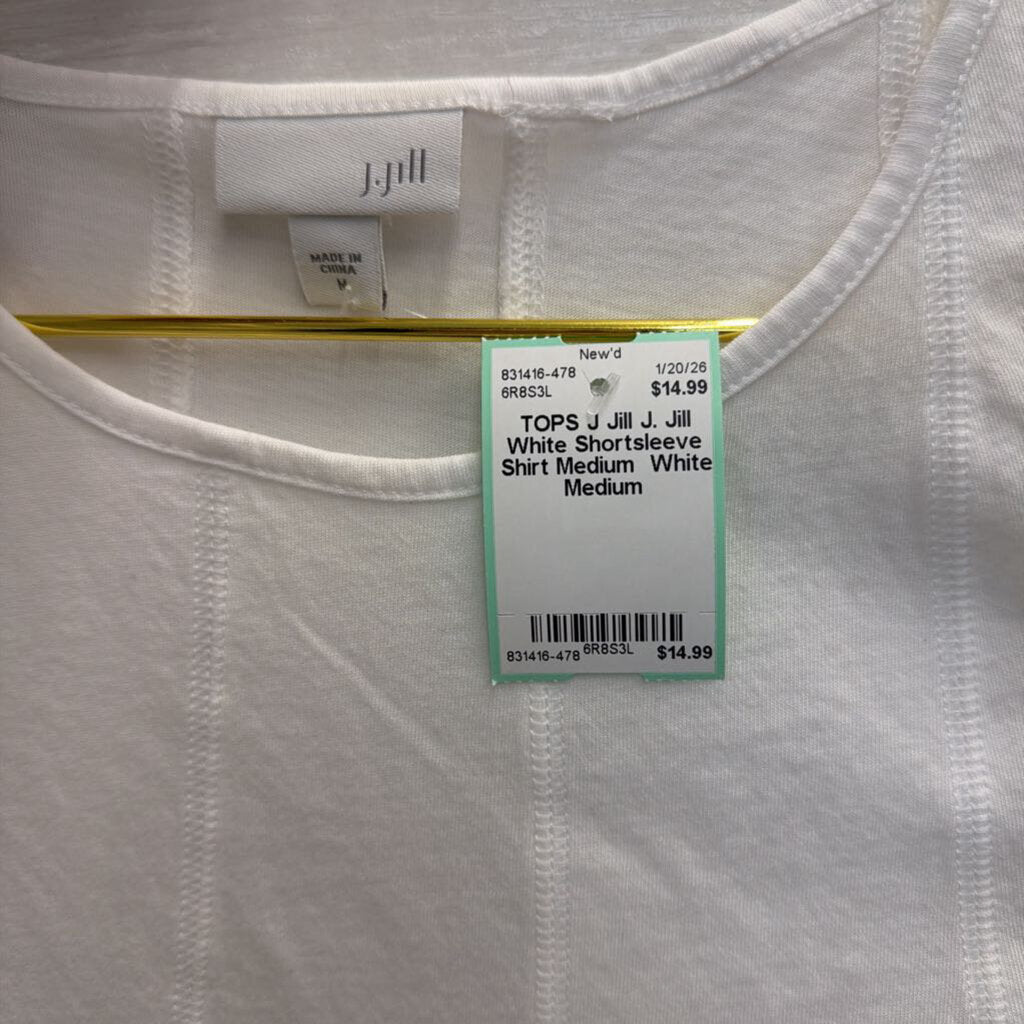 J.Jill
MADE IN
CHINA
M
New'd
831416-478 1/20/26
6R8S3L $14.99
TOPS J Jill J. Jill
White Shortsleeve
Shirt Medium White
Medium
831416-478 6R8S3L $14.99